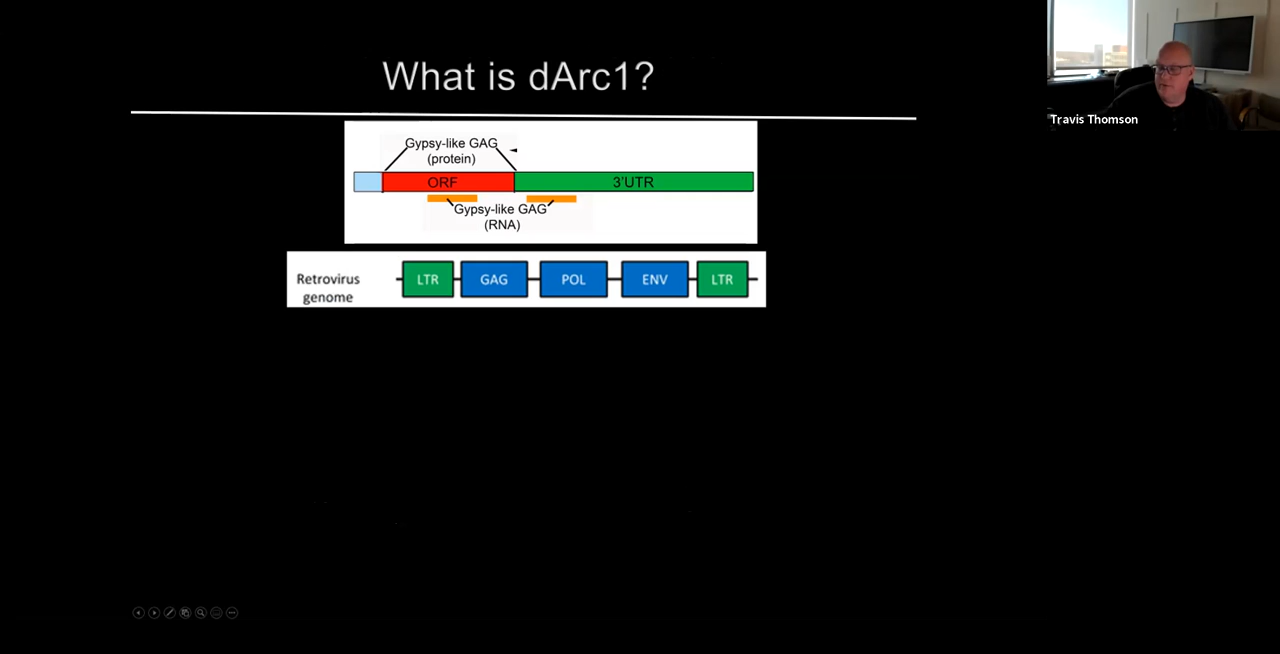 What is dArc1?
Travis Thomson
Gypsy-like GAG
(protein)
ORF
3'UTR
Gypsy-like GAG
(RNA)
Retrovirus
genome
LTR
GAG
POL
ENV
LTR